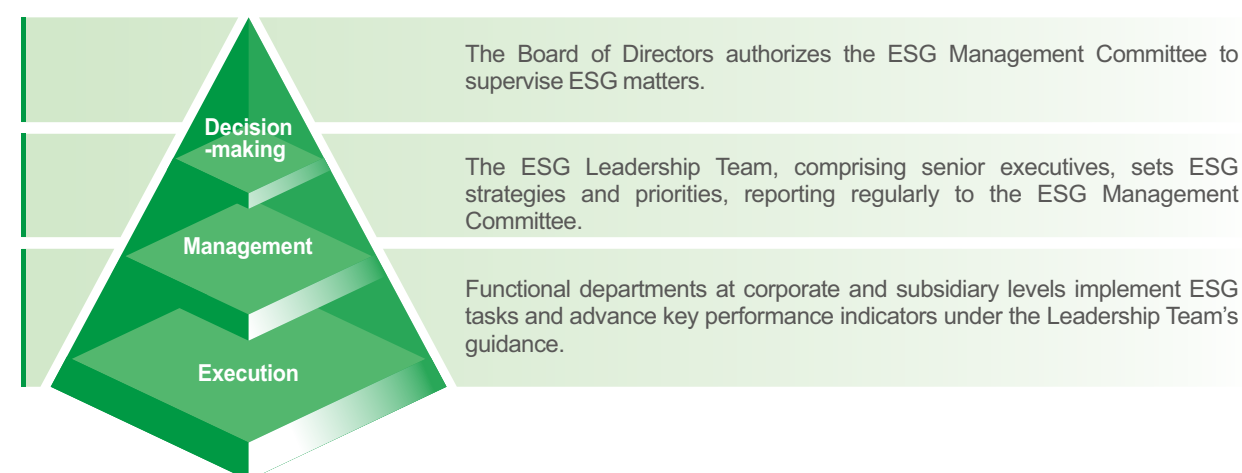 The Board of Directors authorizes the ESG Management Committee to
supervise ESG matters.
Decision
-making
The ESG Leadership Team, comprising senior executives, sets ESG
strategies and priorities, reporting regularly to the ESG Management
Committee.
Management
Functional departments at corporate and subsidiary levels implement ESG
tasks and advance key performance indicators under the Leadership Team’s
guidance.
Execution